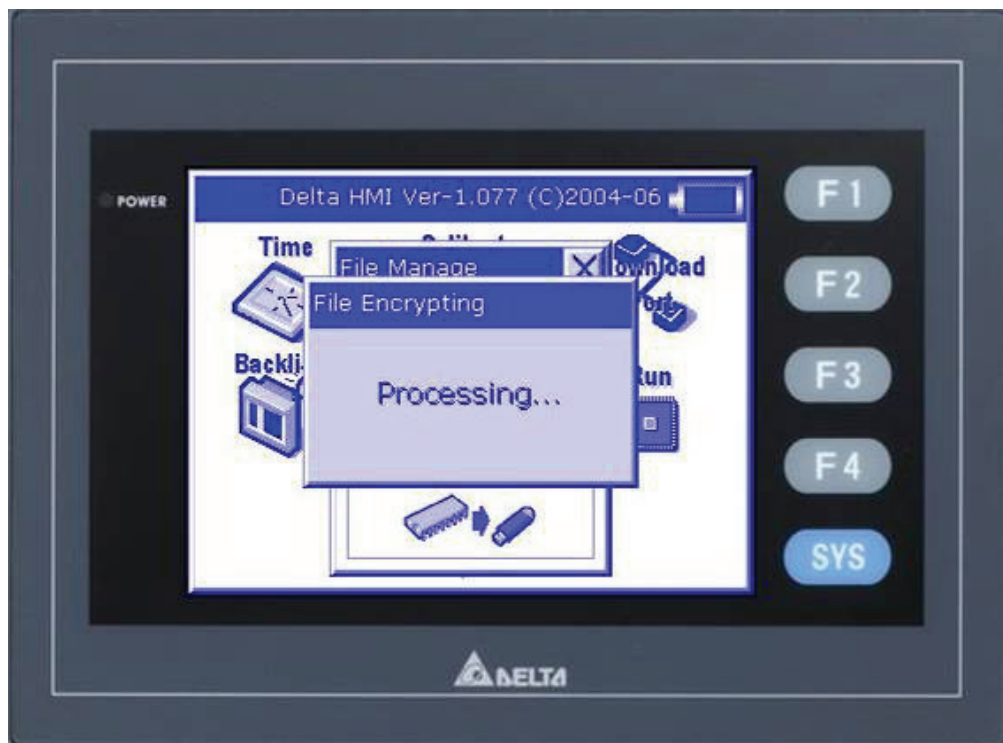 POWER
Delta HMI Ver-1.077 (C)2004-06
Time
File Manage
File Encrypting
Processing...
F1
F2
F3
F4
SYS
DELTA